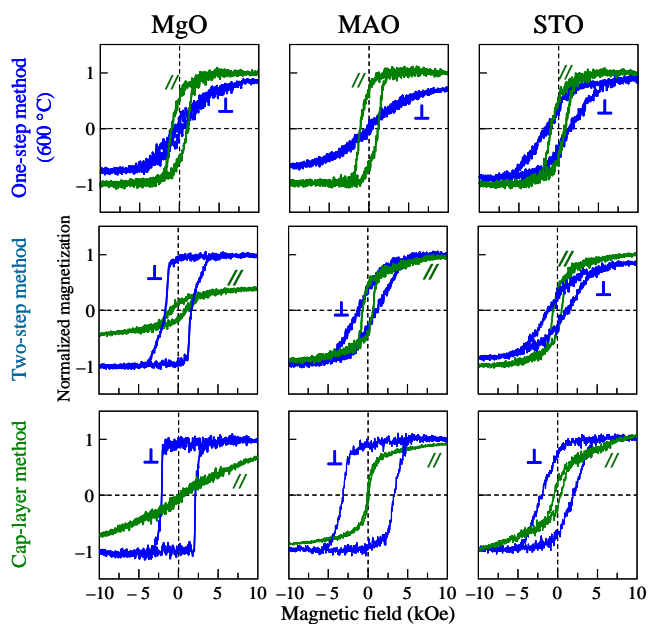 MgO MAO STO
One-step method
(600 °C)
1
0
−1
// ⊥
// ⊥
// ⊥
Two-step method
Normalized magnetization
1
0
−1
⊥ //
⊥ //
// ⊥
Cap-layer method
1
0
−1
⊥ //
⊥ //
⊥ //
−10 −5 0 5 10 −10 −5 0 5 10 −10 −5 0 5 10
Magnetic field (kOe)